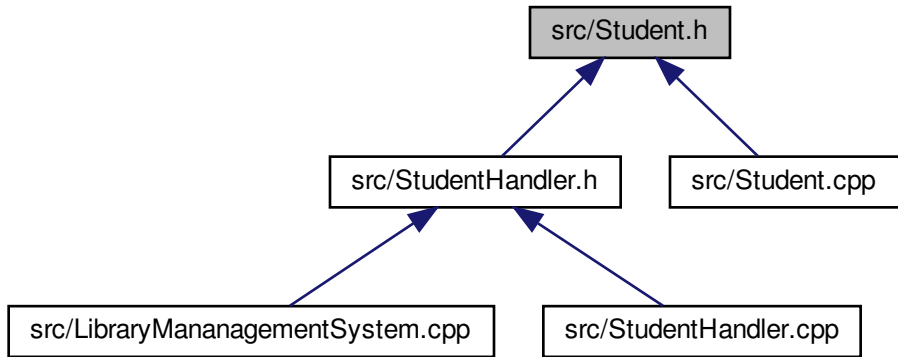 src/Student.h
src/StudentHandler.h
src/Student.cpp
src/LibraryMananagementSystem.cpp
src/StudentHandler.cpp